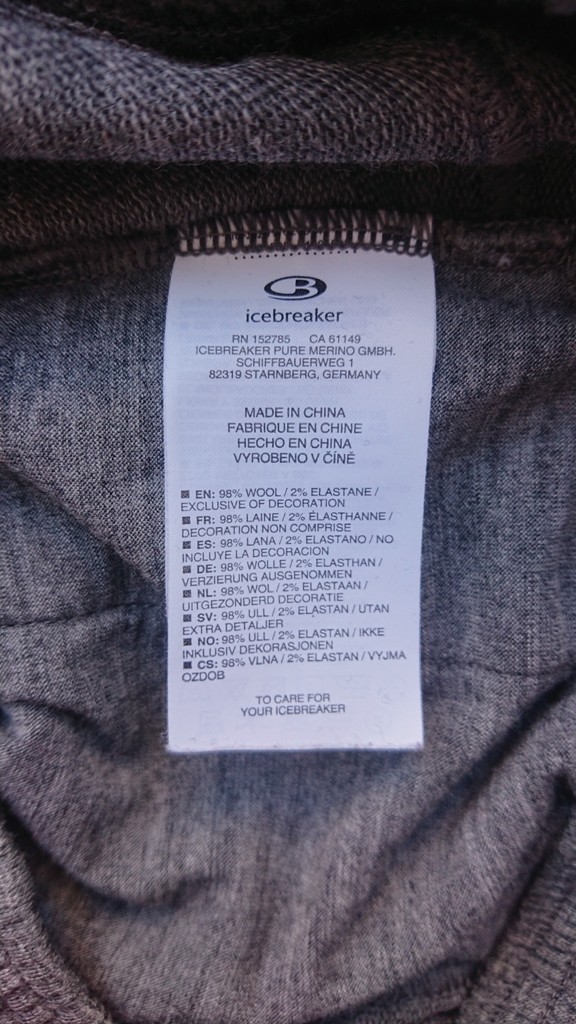 icebreaker
RN 152785 CA 61149
ICEBREAKER PURE MERINO GMBH.
SCHIFFBAUERWEG 1
82319 STARNBERG, GERMANY
MADE IN CHINA
FABRIQUE EN CHINE
HECHO EN CHINA
VYROBENO V ČÍNĚ
EN: 98% WOOL / 2% ELASTANE /
EXCLUSIVE OF DECORATION
FR: 98% LAINE / 2% ÉLASTHANNE /
DECORATION NON COMPRISE
ES: 98% LANA / 2% ELASTANO / NO
INCLUYE LA DECORACION
DE: 98% WOLLE / 2% ELASTHAN /
VERZIERUNG AUSGENOMMEN
NL: 98% WOL / 2% ELASTAAN /
UITGEZONDERD DECORATIE
SV: 98% ULL / 2% ELASTAN / UTAN
EXTRA DETALJER
NO: 98% ULL / 2% ELASTAN / IKKE
INKLUSIV DEKORASJONEN
CS: 98% VLNA / 2% ELASTAN / VYJMA
OZDOB
TO CARE FOR
YOUR ICEBREAKER